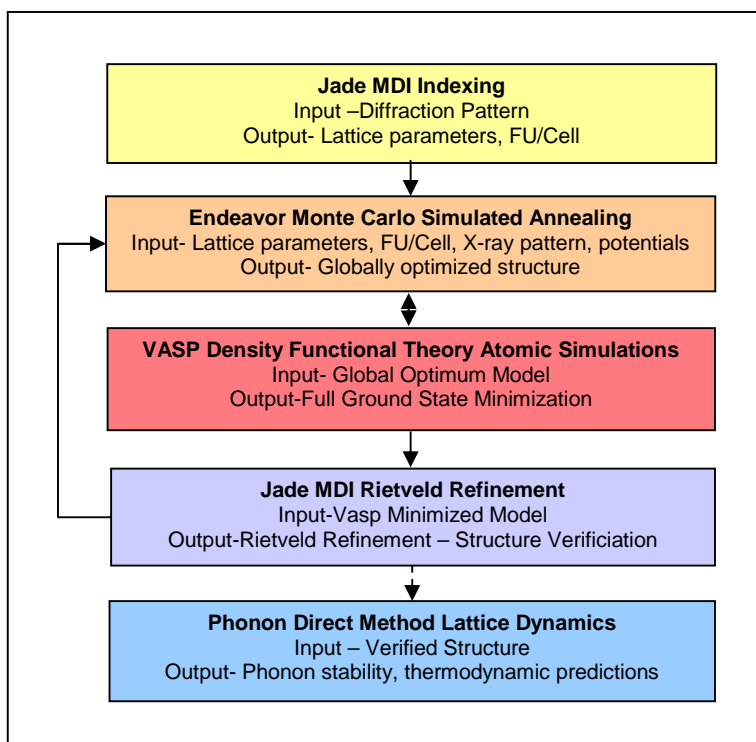 Jade MDI Indexing
Input –Diffraction Pattern
Output- Lattice parameters, FU/Cell
Endeavor Monte Carlo Simulated Annealing
Input- Lattice parameters, FU/Cell, X-ray pattern, potentials
Output- Globally optimized structure
VASP Density Functional Theory Atomic Simulations
Input- Global Optimum Model
Output-Full Ground State Minimization
Jade MDI Rietveld Refinement
Input-Vasp Minimized Model
Output-Rietveld Refinement – Structure Verificiation
Phonon Direct Method Lattice Dynamics
Input – Verified Structure
Output- Phonon stability, thermodynamic predictions